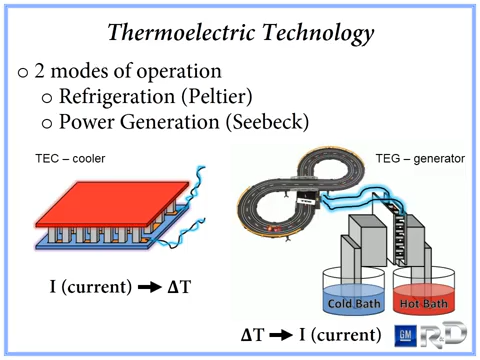 Thermoelectric Technology
o 2 modes of operation
o Refrigeration (Peltier)
o Power Generation (Seebeck)
TEC – cooler
TEG – generator
I (current) → ΔT
Cold Bath
Hot Bath
ΔT → I (current)
GM
R&D